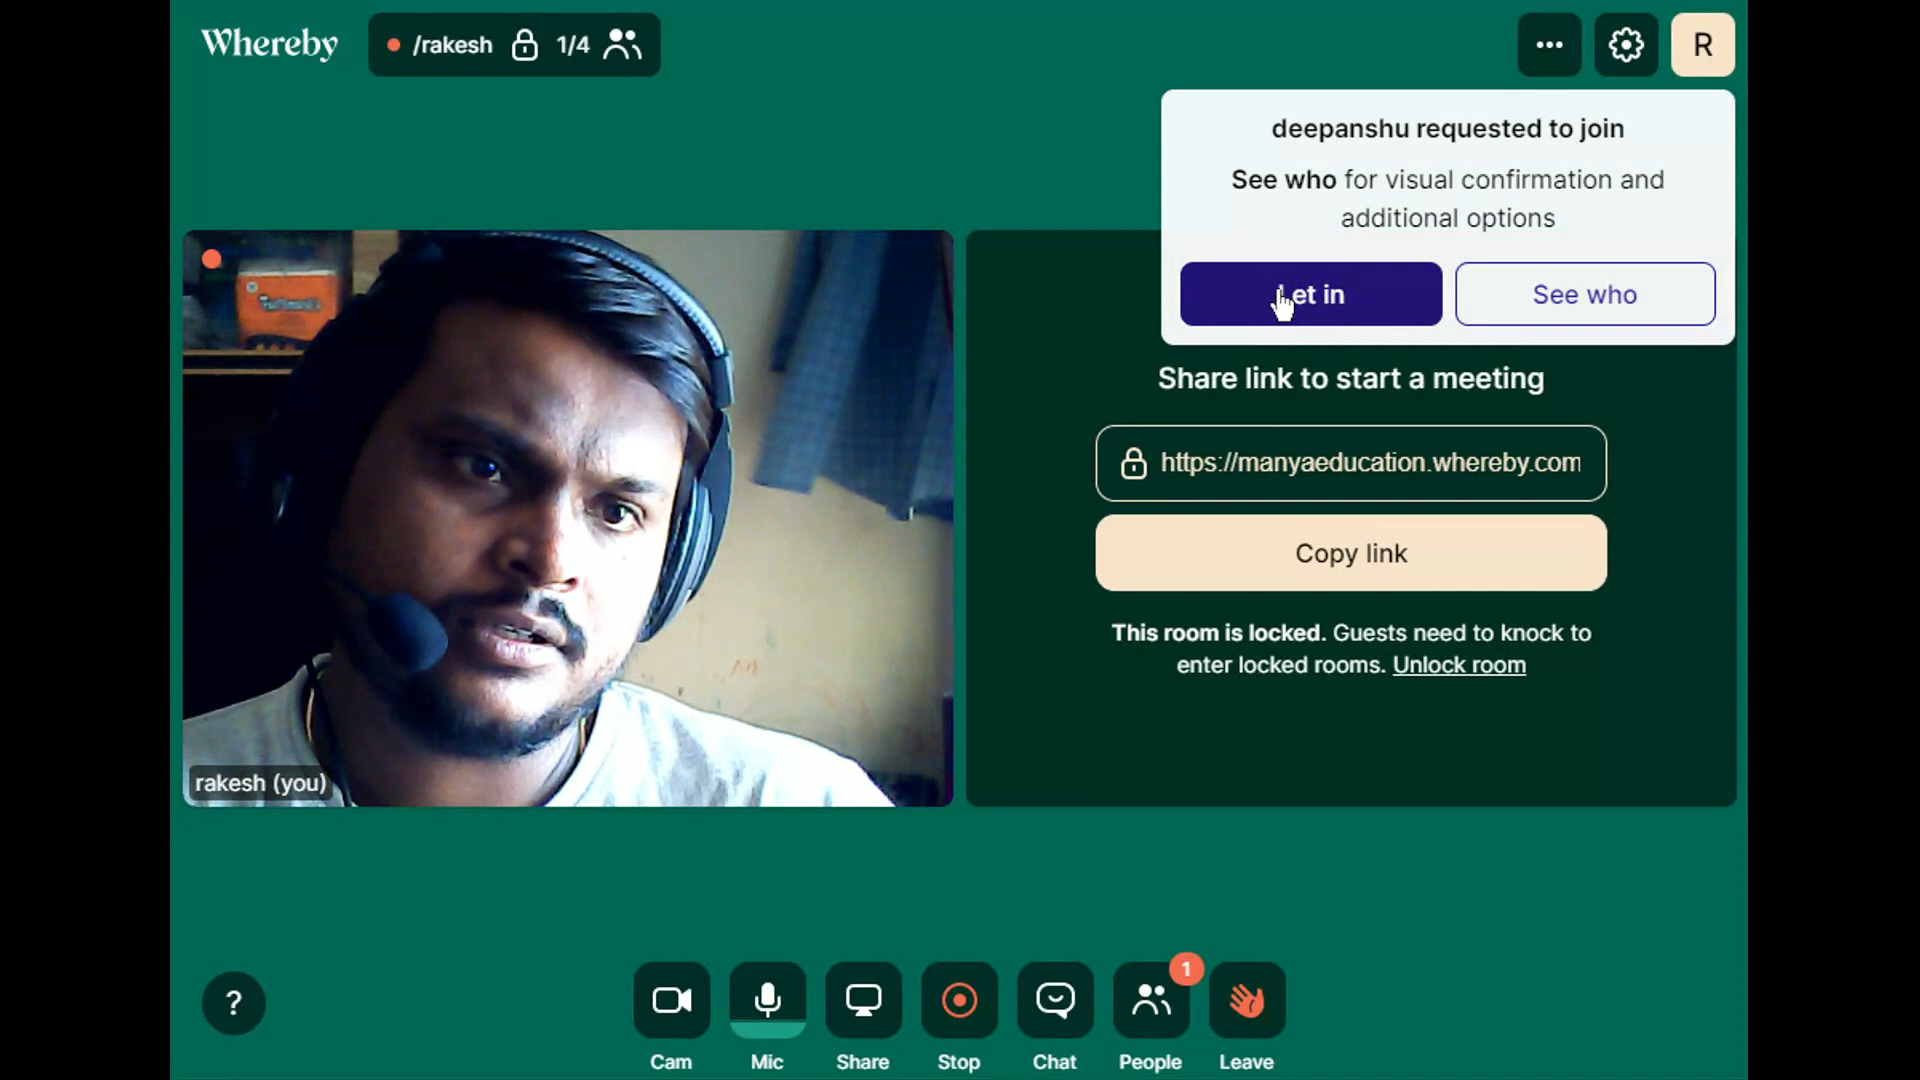 Whereby
/rakesh 1/4
R
deepanshu requested to join
See who for visual confirmation and
additional options
Let in
See who
Share link to start a meeting
https://manyaeducation.whereby.com
Copy link
This room is locked. Guests need to knock to
enter locked rooms. Unlock room
rakesh (you)
?
1
Cam
Mic
Share
Stop
Chat
People
Leave